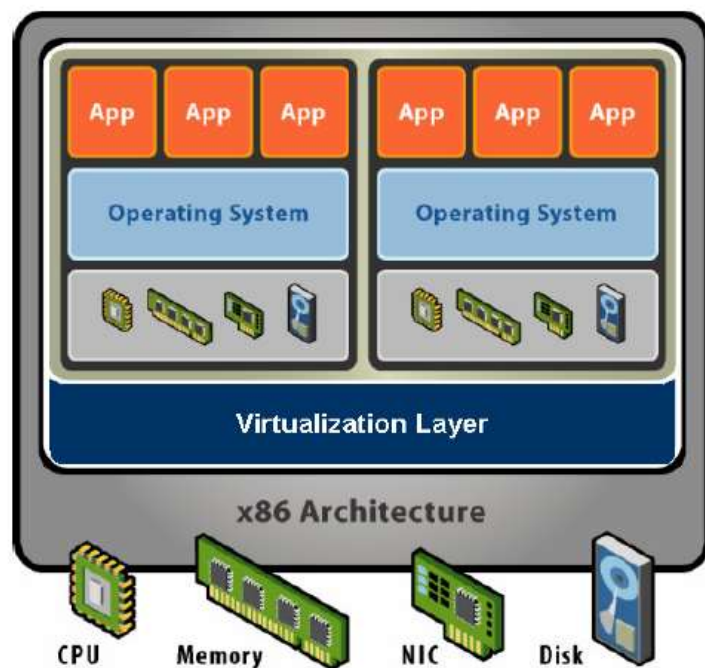 App App App App App App
Operating System Operating System
Virtualization Layer
x86 Architecture
CPU Memory NIC Disk